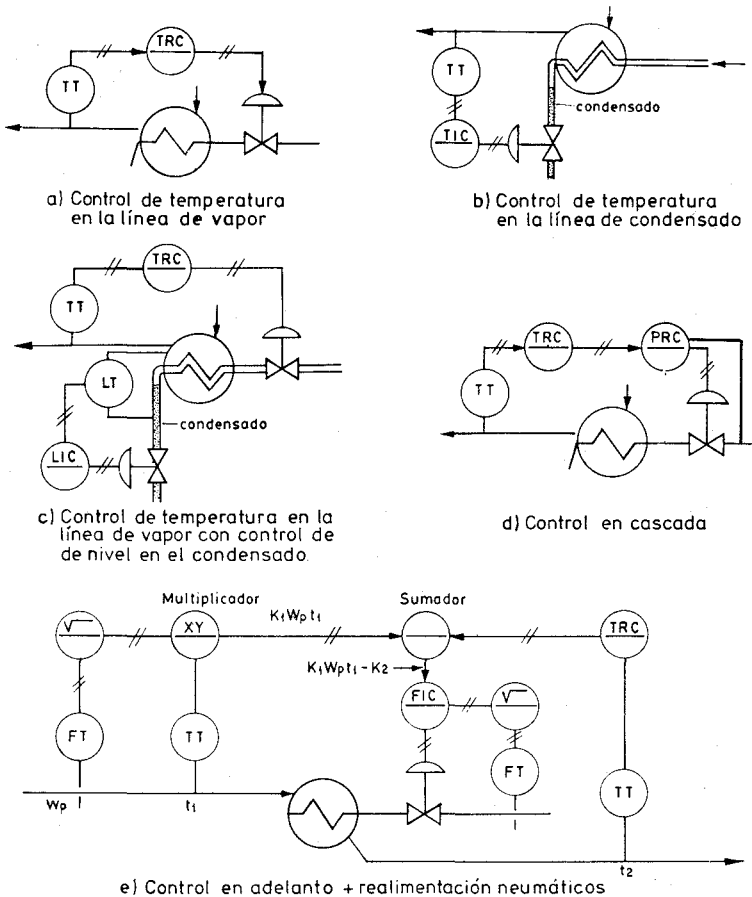 TRC
TT
a) Control de temperatura
en la línea de vapor
TT
condensado
TIC
b) Control de temperatura
en la línea de condensado
TRC
TT
LT
condensado
LIC
c) Control de temperatura en la
línea de vapor con control de
de nivel en el condensado.
TRC
PRC
TT
d) Control en cascada
Multiplicador
Sumador
√
XY
K₁Wpt₁
TRC
K₁Wpt₁-K₂
FIC
√
FT
TT
FT
TT
Wp
t₁
t₂
e) Control en adelanto + realimentación neumáticos